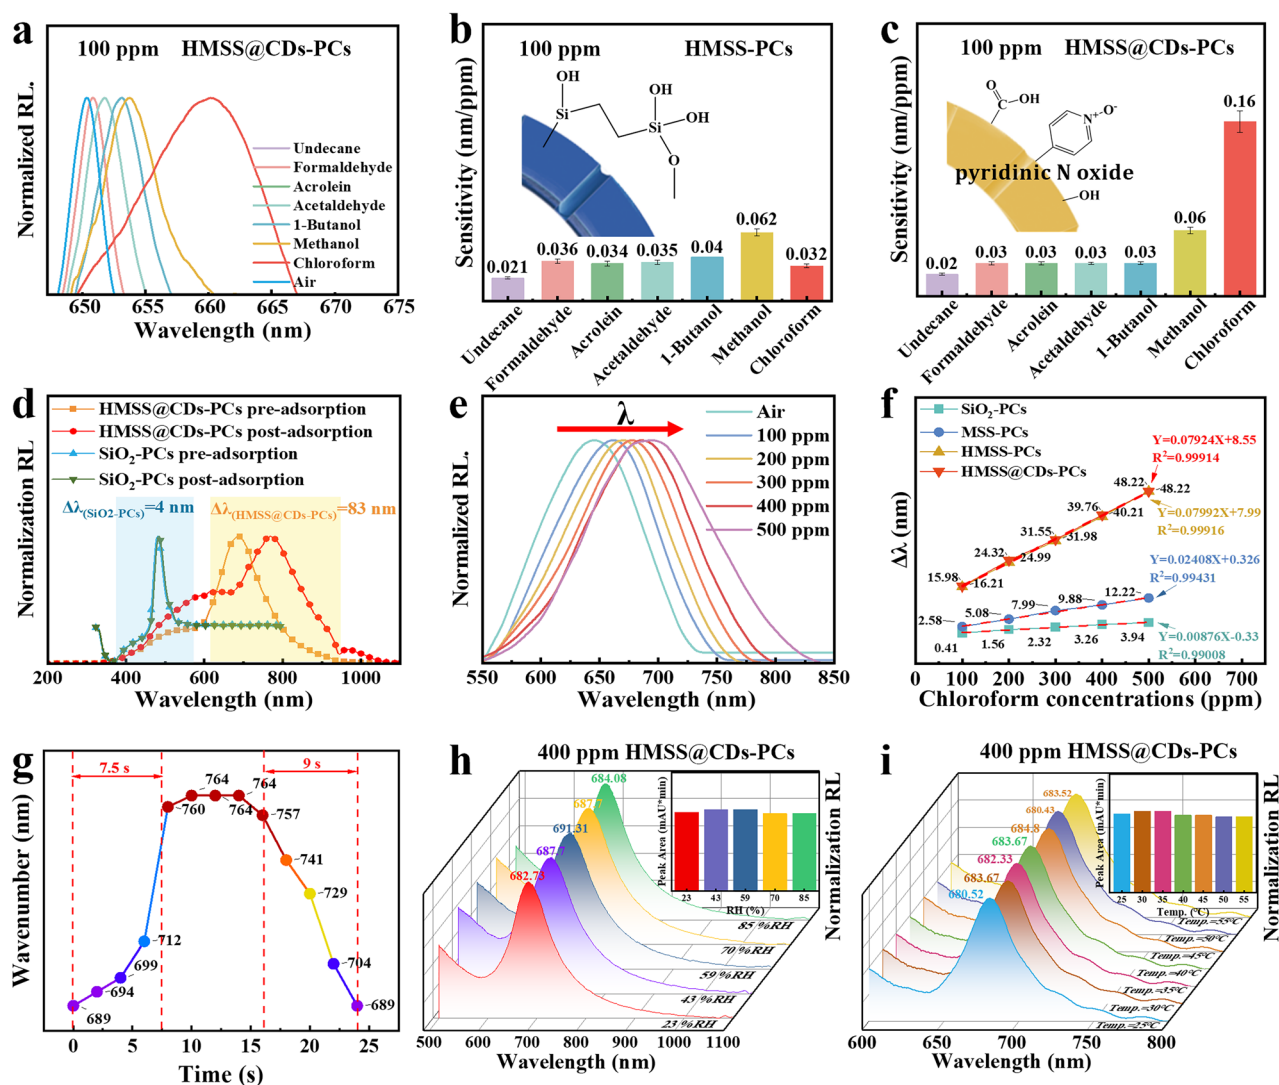 a
100 ppm HMSS@CDs-PCs
Normalized RL.
Undecane
Formaldehyde
Acrolein
Acetaldehyde
1-Butanol
Methanol
Chloroform
Air
650 655 660 665 670 675
Wavelength (nm)
b
100 ppm HMSS-PCs
Sensitivity (nm/ppm)
OH
Si
OH
Si
OH
O
0.021
0.036
0.034
0.035
0.04
0.062
0.032
Undecane
Formaldehyde
Acrolein
Acetaldehyde
1-Butanol
Methanol
Chloroform
c
100 ppm HMSS@CDs-PCs
Sensitivity (nm/ppm)
O
OH
N+
O-
pyridinic N oxide
OH
0.02
0.03
0.03
0.03
0.03
0.06
0.16
Undecane
Formaldehyde
Acrolein
Acetaldehyde
1-Butanol
Methanol
Chloroform
d
HMSS@CDs-PCs pre-adsorption
HMSS@CDs-PCs post-adsorption
SiO2-PCs pre-adsorption
SiO2-PCs post-adsorption
Δλ(SiO2-PCs)=4 nm
Δλ(HMSS@CDs-PCs)=83 nm
Normalization RL
200 400 600 800 1000
Wavelength (nm)
e
λ
Air
100 ppm
200 ppm
300 ppm
400 ppm
500 ppm
Normalized RL.
550 600 650 700 750 800 850
Wavelength (nm)
f
SiO2-PCs
MSS-PCs
HMSS-PCs
HMSS@CDs-PCs
Δλ (nm)
Y=0.07924X+8.55
R2=0.99914
Y=0.07992X+7.99
R2=0.99916
Y=0.02408X+0.326
R2=0.99431
Y=0.00876X-0.33
R2=0.99008
15.98
24.32
31.55
39.76
48.22
16.21
24.99
31.98
40.21
48.22
2.58
5.08
7.99
9.88
12.22
0.41
1.56
2.32
3.26
3.94
0 100 200 300 400 500 600 700
Chloroform concentrations (ppm)
g
7.5 s
9 s
Wavenumber (nm)
689
694
699
712
760
764
764
764
757
741
729
704
689
0 5 10 15 20 25
Time (s)
h
400 ppm HMSS@CDs-PCs
682.73
687.7
691.31
687.7
684.08
Peak Area (mAU*min)
23 43 59 70 85
RH (%)
85 %RH
70 %RH
59 %RH
43 %RH
23 %RH
500 600 700 800 900 1000 1100
Wavelength (nm)
Normalization RL
i
400 ppm HMSS@CDs-PCs
680.52
683.67
682.33
683.67
684.8
680.43
683.52
Peak Area (mAU*min)
25 30 35 40 45 50 55
Temp. (°C)
Temp.=55°C
Temp.=50°C
Temp.=45°C
Temp.=40°C
Temp.=35°C
Temp.=30°C
Temp.=25°C
600 650 700 750 800
Wavelength (nm)
Normalization RL